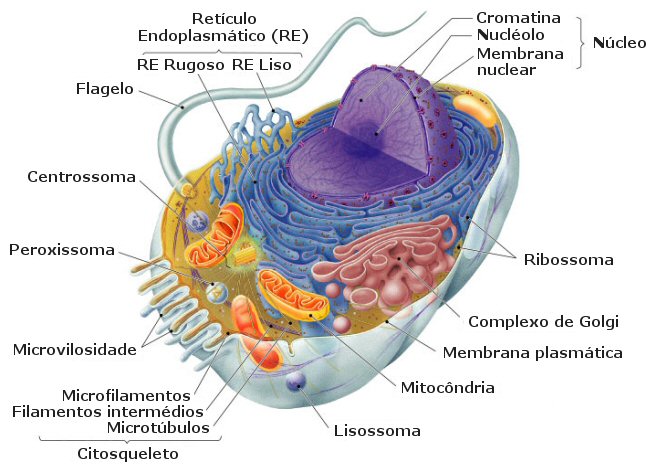 Retículo
Endoplasmático (RE)
RE Rugoso RE Liso
Flagelo
Cromatina
Nucléolo
Membrana
nuclear
Núcleo
Centrossoma
Peroxissoma
Microvilosidade
Ribossoma
Complexo de Golgi
Membrana plasmática
Mitocôndria
Lisossoma
Microfilamentos
Filamentos intermédios
Microtúbulos
Citosqueleto